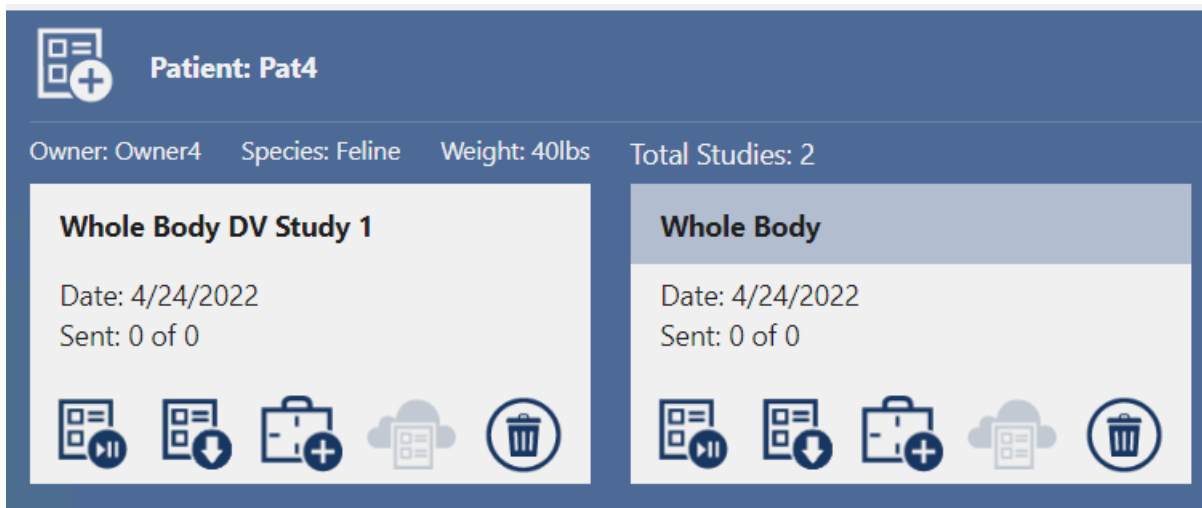 Patient: Pat4
Owner: Owner4 Species: Feline Weight: 40lbs Total Studies: 2
Whole Body DV Study 1
Date: 4/24/2022
Sent: 0 of 0
Whole Body
Date: 4/24/2022
Sent: 0 of 0